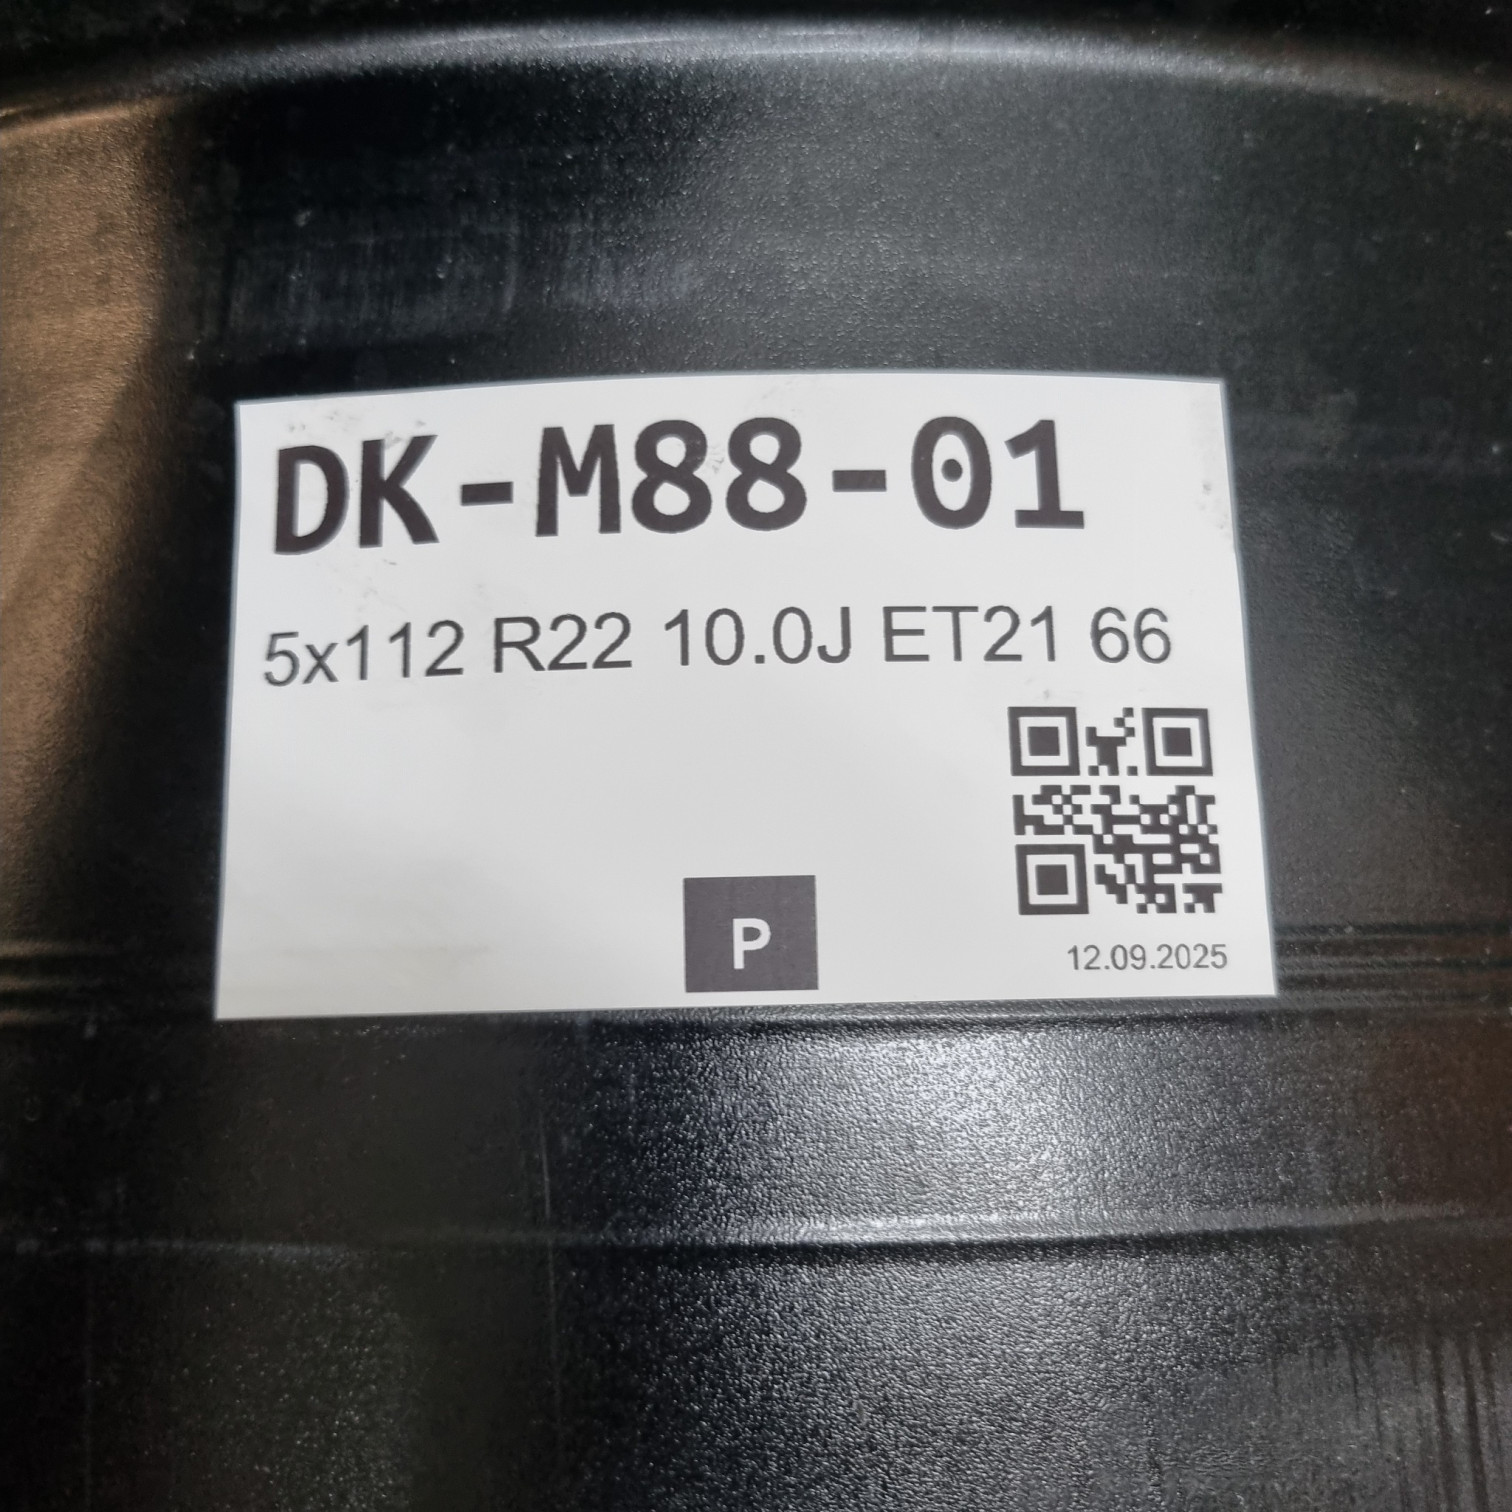 DK-M88-01
5x112 R22 10.0J ET21 66
P
12.09.2025